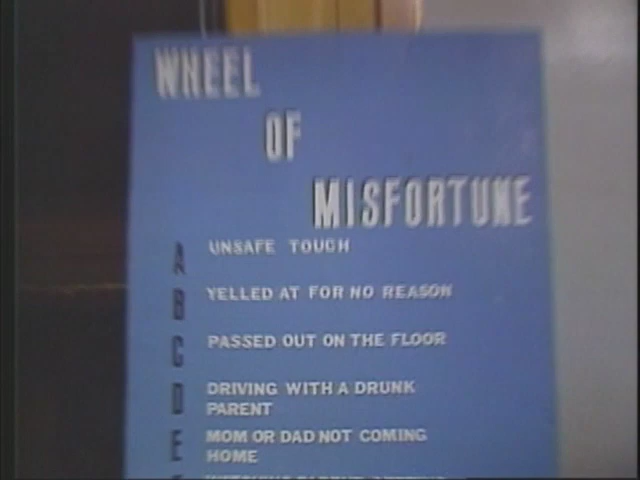 WHEEL
OF
MISFORTUNE
A UNSAFE TOUCH
B YELLED AT FOR NO REASON
C PASSED OUT ON THE FLOOR
D DRIVING WITH A DRUNK
PARENT
E MOM OR DAD NOT COMING
HOME